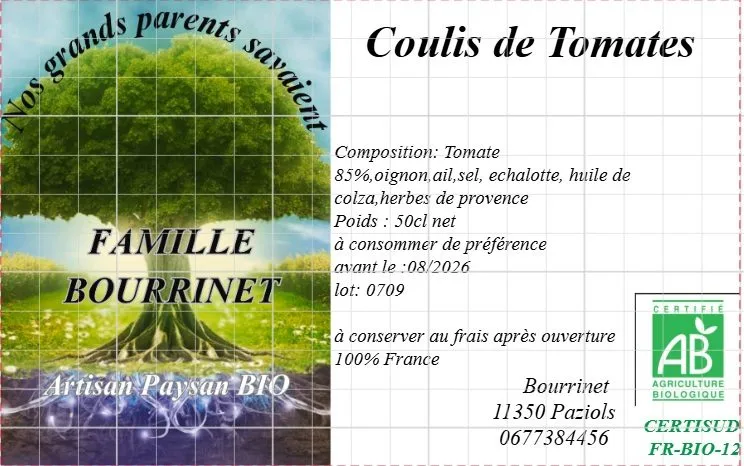 Nos grands parents savaient
FAMILLE
BOURRINET
Artisan Paysan BIO
Coulis de Tomates
Composition: Tomate
85%,oignon,ail,sel, echalotte, huile de
colza,herbes de provence
Poids : 50cl net
à consommer de préférence
avant le :08/2026
lot: 0709
à conserver au frais après ouverture
100% France
Bourrinet
11350 Paziols
0677384456
CERTIFIÉ
AB
AGRICULTURE
BIOLOGIQUE
CERTISUD
FR-BIO-12